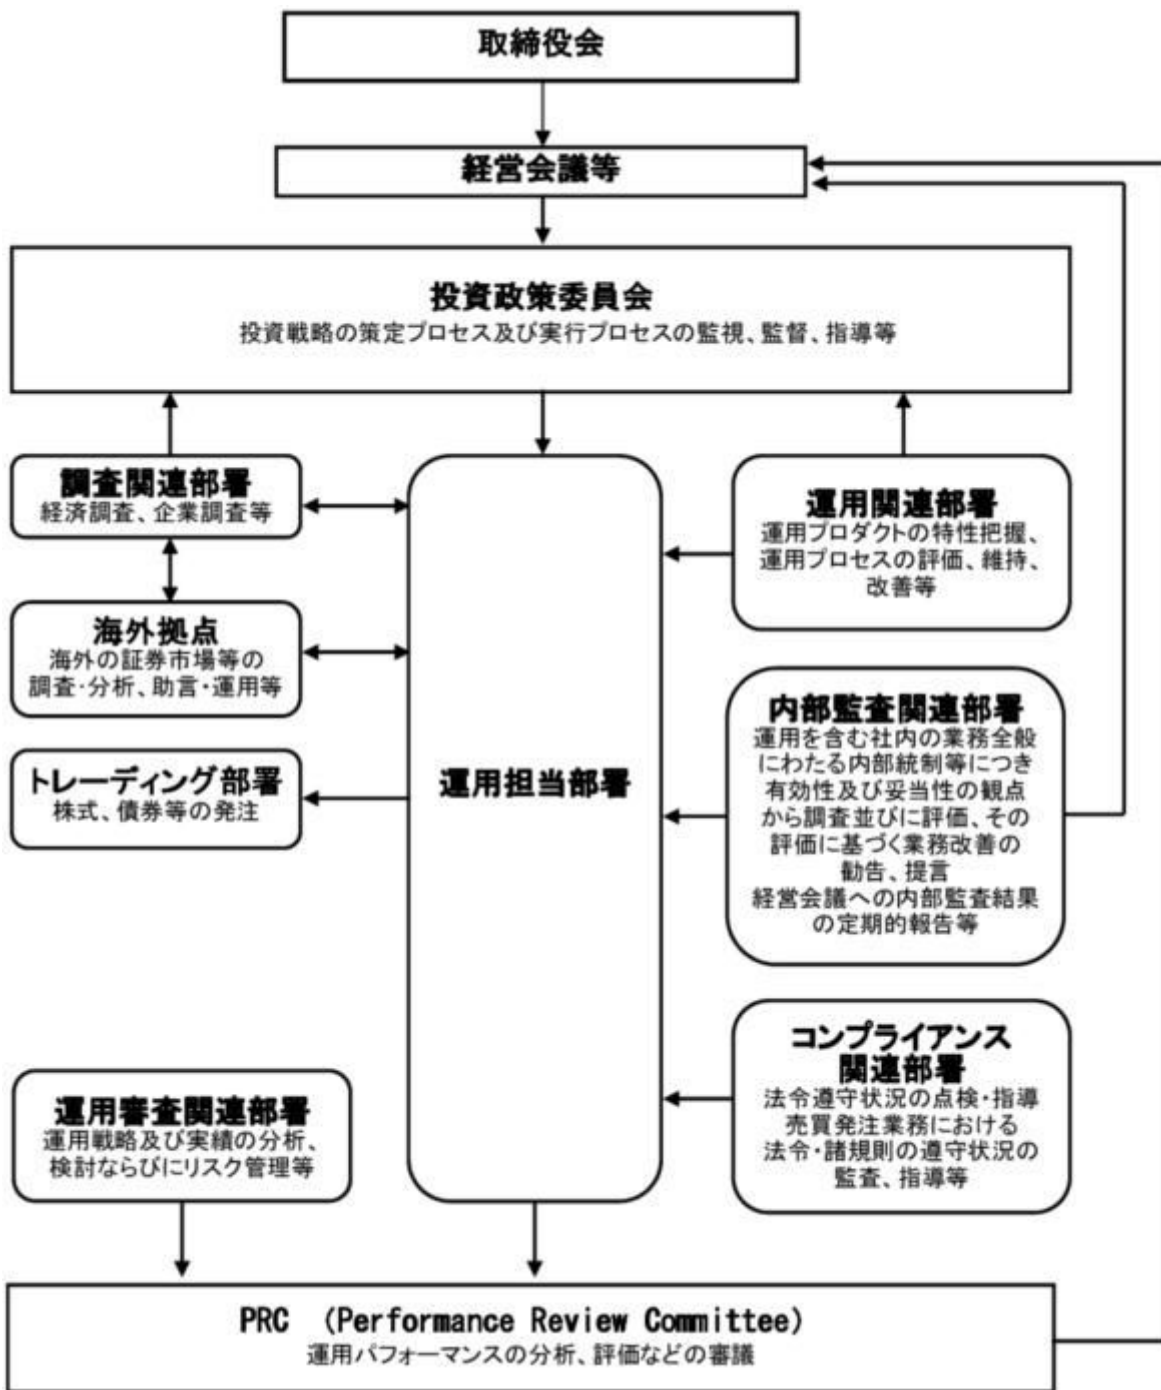 取締役会
経営会議等
投資政策委員会
投資戦略の策定プロセス及び実行プロセスの監視、監督、指導等
調査関連部署
経済調査、企業調査等
海外拠点
海外の証券市場等の
調査・分析、助言・運用等
トレーディング部署
株式、債券等の発注
運用担当部署
運用関連部署
運用プロダクトの特性把握、
運用プロセスの評価、維持、
改善等
内部監査関連部署
運用を含む社内の業務全般
にわたる内部統制等につき
有効性及び妥当性の観点
から調査並びに評価、その
評価に基づく業務改善の
勧告、提言
経営会議への内部監査結果
の定期的報告等
コンプライアンス
関連部署
法令遵守状況の点検・指導
売買発注業務における
法令・諸規則の遵守状況の
監査、指導等
運用審査関連部署
運用戦略及び実績の分析、
検討ならびにリスク管理等
PRC (Performance Review Committee)
運用パフォーマンスの分析、評価などの審議